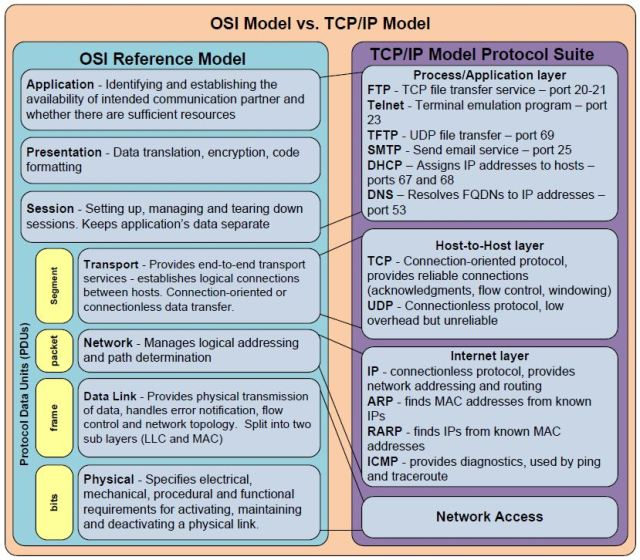 OSI Model vs. TCP/IP Model
OSI Reference Model
Application - Identifying and establishing the
availability of intended communication partner and
whether there are sufficient resources
Presentation - Data translation, encryption, code
formatting
Session - Setting up, managing and tearing down
sessions. Keeps application's data separate
Protocol Data Units (PDUs)
Segment
Transport - Provides end-to-end transport
services - establishes logical connections
between hosts. Connection-oriented or
connectionless data transfer.
packet
Network - Manages logical addressing
and path determination
frame
Data Link - Provides physical transmission
of data, handles error notification, flow
control and network topology. Split into two
sub layers (LLC and MAC)
bits
Physical - Specifies electrical,
mechanical, procedural and functional
requirements for activating, maintaining
and deactivating a physical link.
TCP/IP Model Protocol Suite
Process/Application layer
FTP – TCP file transfer service – port 20-21
Telnet - Terminal emulation program – port
23
TFTP – UDP file transfer – port 69
SMTP - Send email service – port 25
DHCP – Assigns IP addresses to hosts –
ports 67 and 68
DNS – Resolves FQDNs to IP addresses –
port 53
Host-to-Host layer
TCP - Connection-oriented protocol,
provides reliable connections
(acknowledgments, flow control, windowing)
UDP – Connectionless protocol, low
overhead but unreliable
Internet layer
IP - connectionless protocol, provides
network addressing and routing
ARP – finds MAC addresses from known
IPs
RARP – finds IPs from known MAC
addresses
ICMP - provides diagnostics, used by ping
and traceroute
Network Access